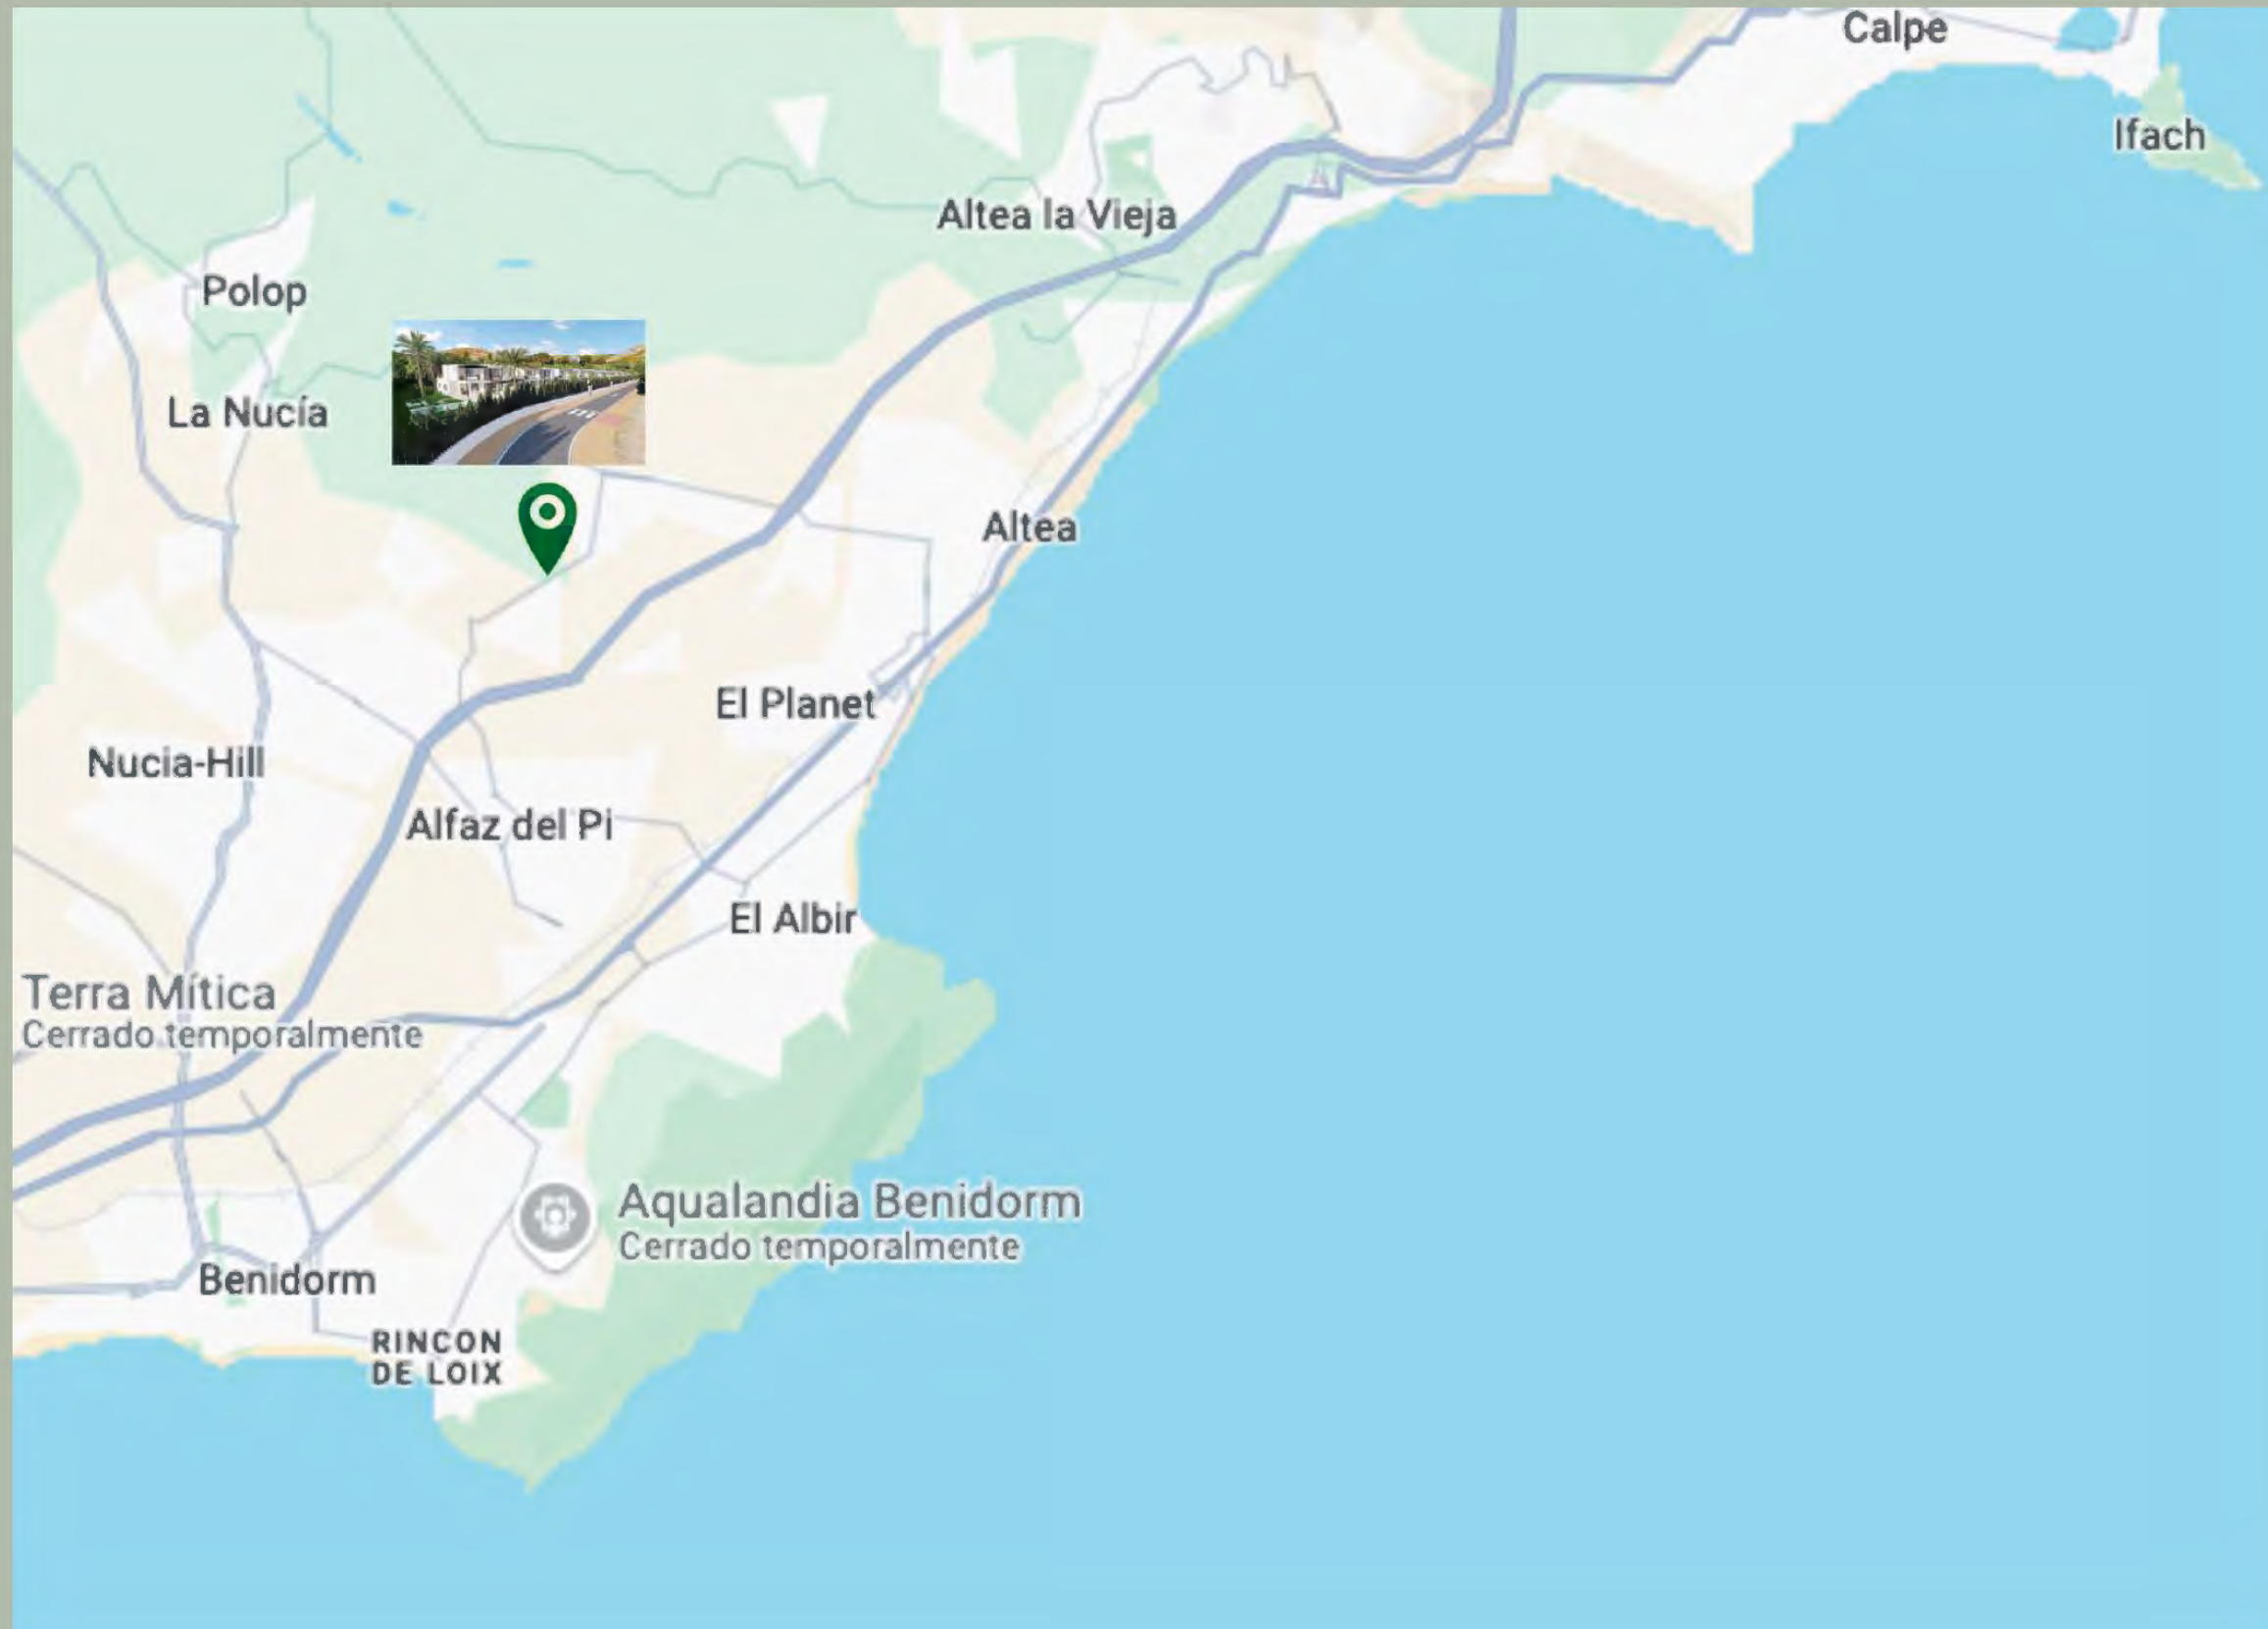 Calpe
Ifach
Altea la Vieja
Polop
La Nucía
Altea
El Planet
Nucia-Hill
Alfaz del Pi
El Albir
Terra Mítica
Cerrado temporalmente
Aqualandia Benidorm
Cerrado temporalmente
Benidorm
RINCON
DE LOIX